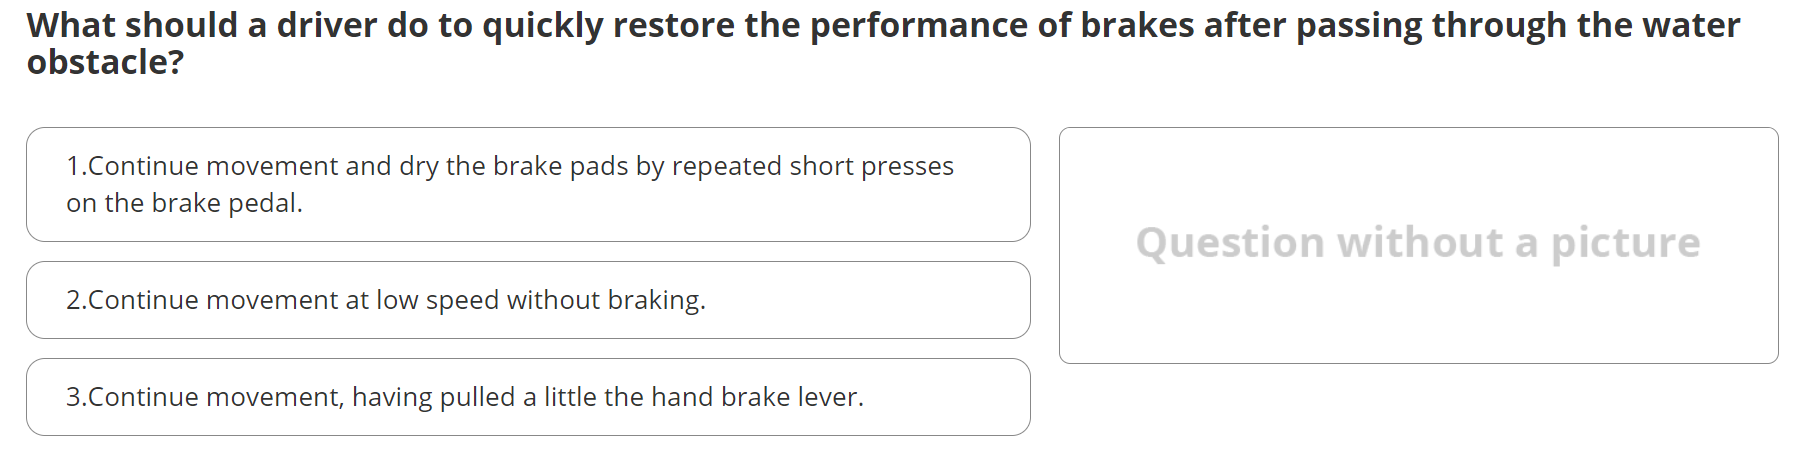 What should a driver do to quickly restore the performance of brakes after passing through the water
obstacle?
1.Continue movement and dry the brake pads by repeated short presses
on the brake pedal.
Question without a picture
2.Continue movement at low speed without braking.
3.Continue movement, having pulled a little the hand brake lever.